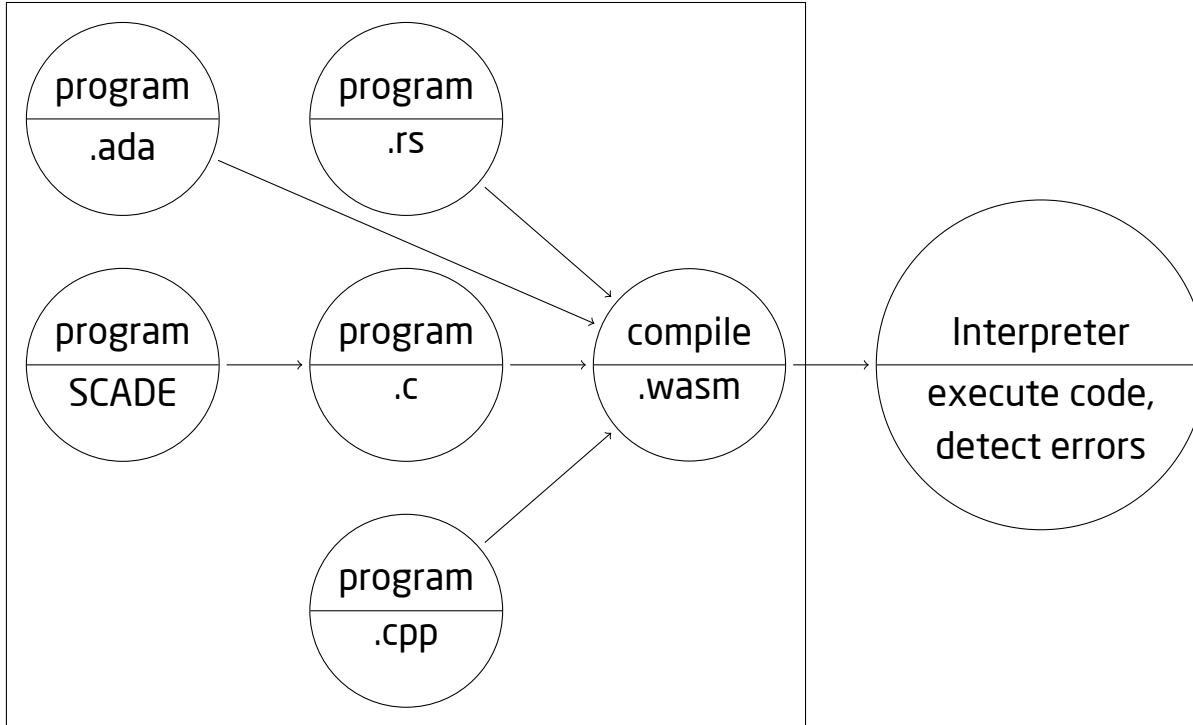 program
.ada
program
.rs
program
SCADE
program
.c
compile
.wasm
Interpreter
execute code,
detect errors
program
.cpp